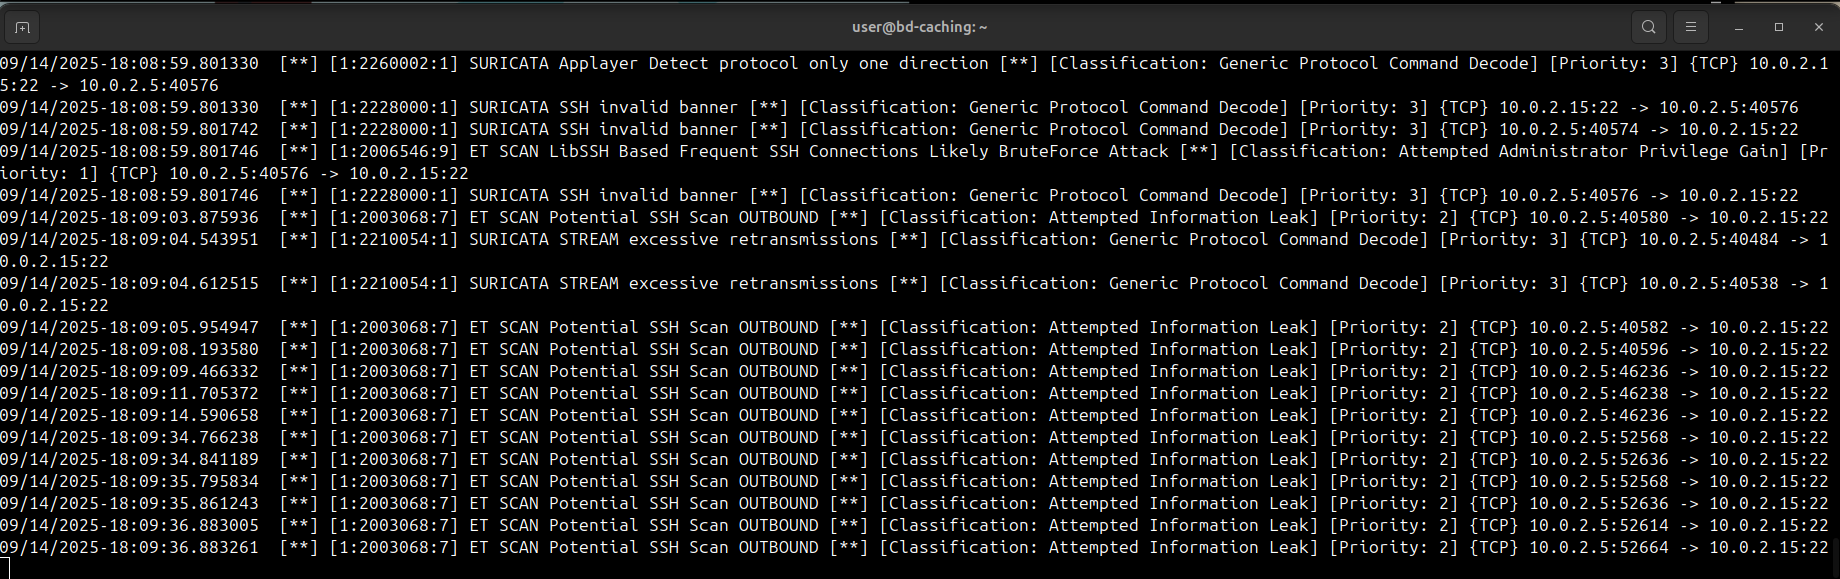 user@bd-caching: ~
09/14/2025-18:08:59.801330  [**] [1:2260002:1] SURICATA Applayer Detect protocol only one direction [**] [Classification: Generic Protocol Command Decode] [Priority: 3] {TCP} 10.0.2.1
5:22 -> 10.0.2.5:40576
09/14/2025-18:08:59.801330  [**] [1:2228000:1] SURICATA SSH invalid banner [**] [Classification: Generic Protocol Command Decode] [Priority: 3] {TCP} 10.0.2.15:22 -> 10.0.2.5:40576
09/14/2025-18:08:59.801742  [**] [1:2228000:1] SURICATA SSH invalid banner [**] [Classification: Generic Protocol Command Decode] [Priority: 3] {TCP} 10.0.2.5:40574 -> 10.0.2.15:22
09/14/2025-18:08:59.801746  [**] [1:2006546:9] ET SCAN LibSSH Based Frequent SSH Connections Likely BruteForce Attack [**] [Classification: Attempted Administrator Privilege Gain] [Pr
iority: 1] {TCP} 10.0.2.5:40576 -> 10.0.2.15:22
09/14/2025-18:08:59.801746  [**] [1:2228000:1] SURICATA SSH invalid banner [**] [Classification: Generic Protocol Command Decode] [Priority: 3] {TCP} 10.0.2.5:40576 -> 10.0.2.15:22
09/14/2025-18:09:03.875936  [**] [1:2003068:7] ET SCAN Potential SSH Scan OUTBOUND [**] [Classification: Attempted Information Leak] [Priority: 2] {TCP} 10.0.2.5:40580 -> 10.0.2.15:22
09/14/2025-18:09:04.543951  [**] [1:2210054:1] SURICATA STREAM excessive retransmissions [**] [Classification: Generic Protocol Command Decode] [Priority: 3] {TCP} 10.0.2.5:40484 -> 1
0.0.2.15:22
09/14/2025-18:09:04.612515  [**] [1:2210054:1] SURICATA STREAM excessive retransmissions [**] [Classification: Generic Protocol Command Decode] [Priority: 3] {TCP} 10.0.2.5:40538 -> 1
0.0.2.15:22
09/14/2025-18:09:05.954947  [**] [1:2003068:7] ET SCAN Potential SSH Scan OUTBOUND [**] [Classification: Attempted Information Leak] [Priority: 2] {TCP} 10.0.2.5:40582 -> 10.0.2.15:22
09/14/2025-18:09:08.193580  [**] [1:2003068:7] ET SCAN Potential SSH Scan OUTBOUND [**] [Classification: Attempted Information Leak] [Priority: 2] {TCP} 10.0.2.5:40596 -> 10.0.2.15:22
09/14/2025-18:09:09.466332  [**] [1:2003068:7] ET SCAN Potential SSH Scan OUTBOUND [**] [Classification: Attempted Information Leak] [Priority: 2] {TCP} 10.0.2.5:46236 -> 10.0.2.15:22
09/14/2025-18:09:11.705372  [**] [1:2003068:7] ET SCAN Potential SSH Scan OUTBOUND [**] [Classification: Attempted Information Leak] [Priority: 2] {TCP} 10.0.2.5:46238 -> 10.0.2.15:22
09/14/2025-18:09:14.590658  [**] [1:2003068:7] ET SCAN Potential SSH Scan OUTBOUND [**] [Classification: Attempted Information Leak] [Priority: 2] {TCP} 10.0.2.5:46236 -> 10.0.2.15:22
09/14/2025-18:09:34.766238  [**] [1:2003068:7] ET SCAN Potential SSH Scan OUTBOUND [**] [Classification: Attempted Information Leak] [Priority: 2] {TCP} 10.0.2.5:52568 -> 10.0.2.15:22
09/14/2025-18:09:34.841189  [**] [1:2003068:7] ET SCAN Potential SSH Scan OUTBOUND [**] [Classification: Attempted Information Leak] [Priority: 2] {TCP} 10.0.2.5:52636 -> 10.0.2.15:22
09/14/2025-18:09:35.795834  [**] [1:2003068:7] ET SCAN Potential SSH Scan OUTBOUND [**] [Classification: Attempted Information Leak] [Priority: 2] {TCP} 10.0.2.5:52568 -> 10.0.2.15:22
09/14/2025-18:09:35.861243  [**] [1:2003068:7] ET SCAN Potential SSH Scan OUTBOUND [**] [Classification: Attempted Information Leak] [Priority: 2] {TCP} 10.0.2.5:52636 -> 10.0.2.15:22
09/14/2025-18:09:36.883005  [**] [1:2003068:7] ET SCAN Potential SSH Scan OUTBOUND [**] [Classification: Attempted Information Leak] [Priority: 2] {TCP} 10.0.2.5:52614 -> 10.0.2.15:22
09/14/2025-18:09:36.883261  [**] [1:2003068:7] ET SCAN Potential SSH Scan OUTBOUND [**] [Classification: Attempted Information Leak] [Priority: 2] {TCP} 10.0.2.5:52664 -> 10.0.2.15:22